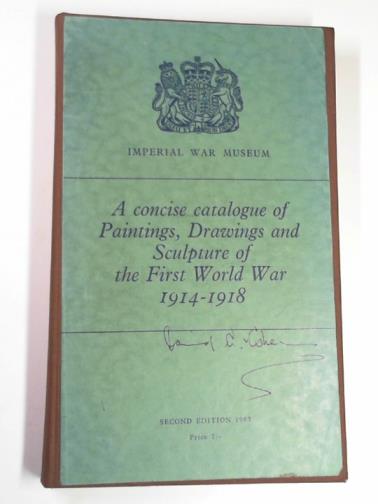 IMPERIAL WAR MUSEUM
A concise catalogue of
Paintings, Drawings and
Sculpture of
the First World War
1914-1918
SECOND EDITION
Price 7/-